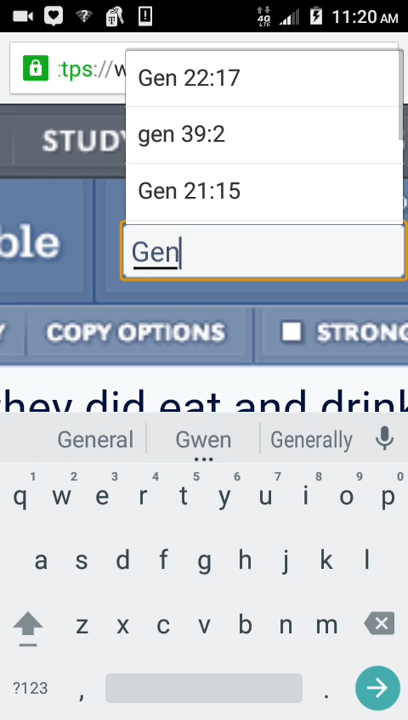 4G
LTE
11:20 AM
:tps://w
Gen 22:17
gen 39:2
Gen 21:15
STUDY
ble
Gen
Y COPY OPTIONS STRONG
they did eat and drink
General Gwen Generally
1 2 3 4 5 6 7 8 9 0
q w e r t y u i o p
a s d f g h j k l
z x c v b n m
?123 , .